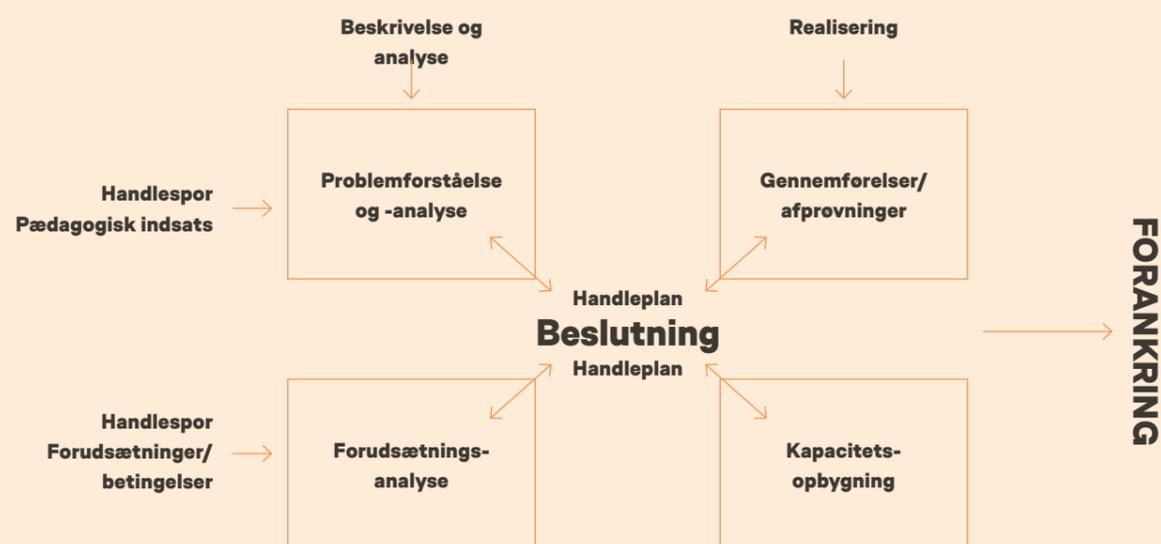 Beskrivelse og
analyse
Realisering
Handlespor
Pædagogisk indsats
Problemforståelse
og -analyse
Gennemførelser/
afprøvninger
Handleplan
Beslutning
Handleplan
FORANKRING
Handlespor
Forudsætninger/
betingelser
Forudsætnings-
analyse
Kapacitets-
opbygning